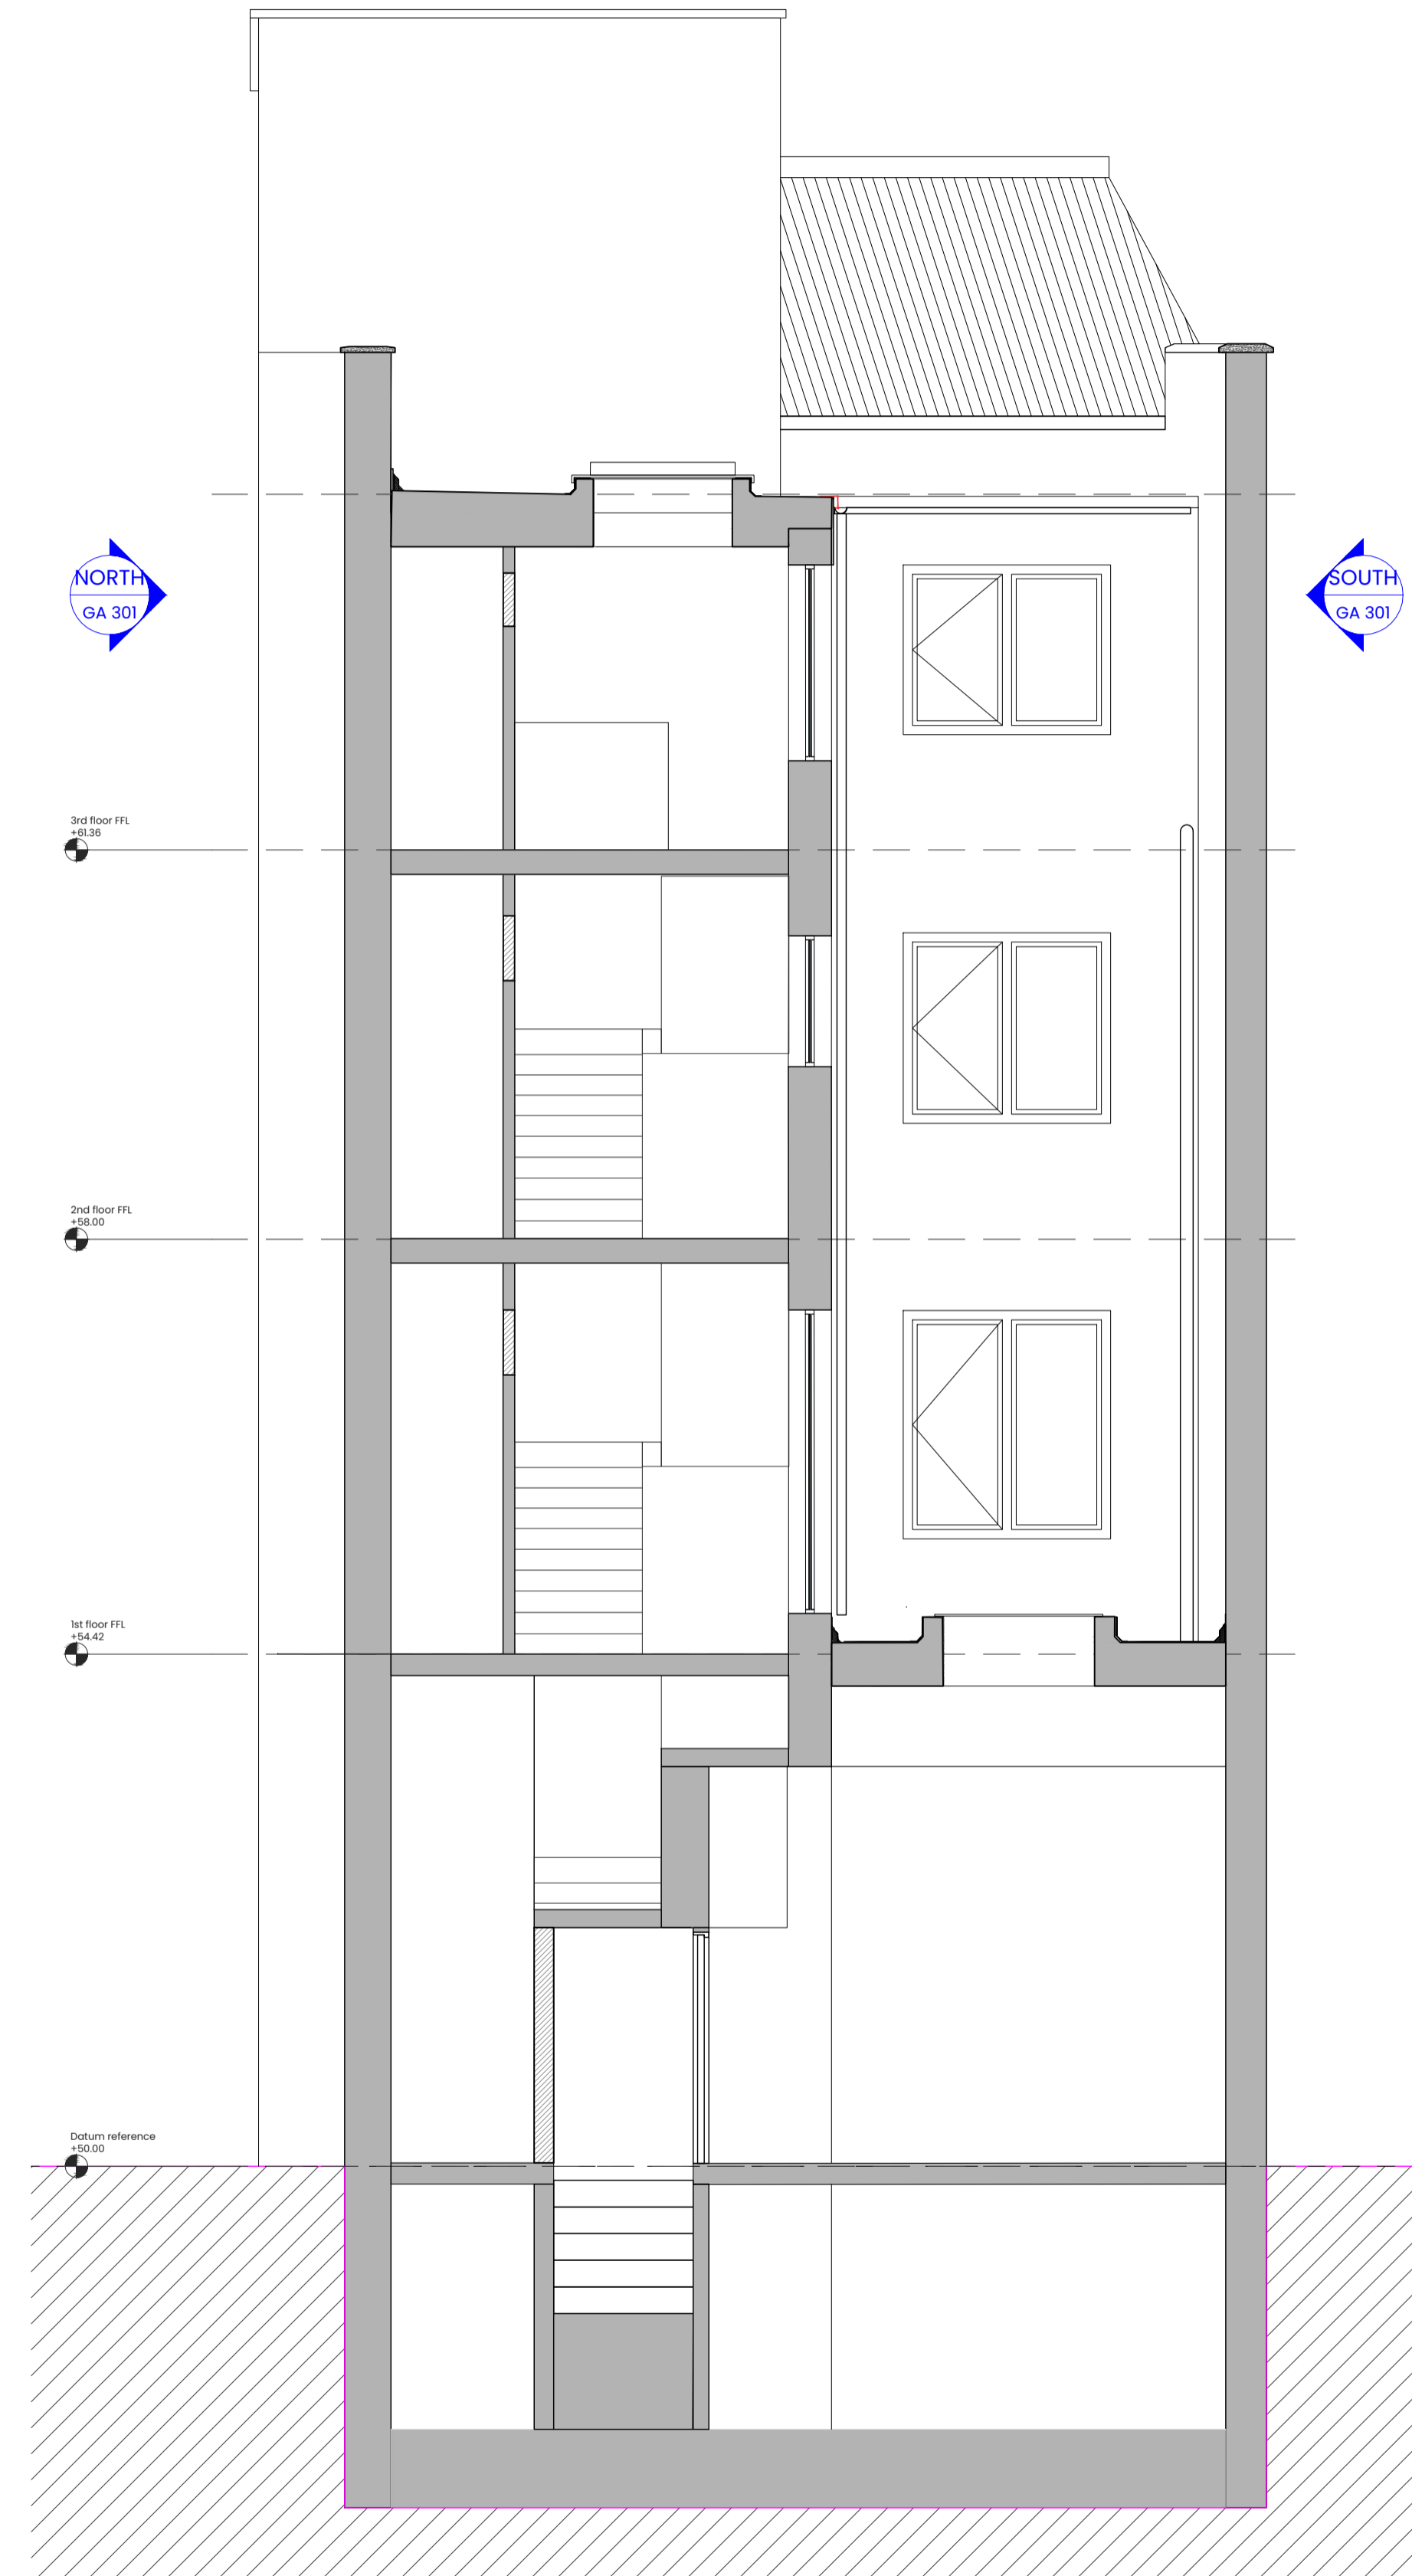 NORTH
GA 301
SOUTH
GA 301
3rd floor FFL
+61.36
2nd floor FFL
+58.00
1st floor FFL
+54.42
Datum reference
+50.00